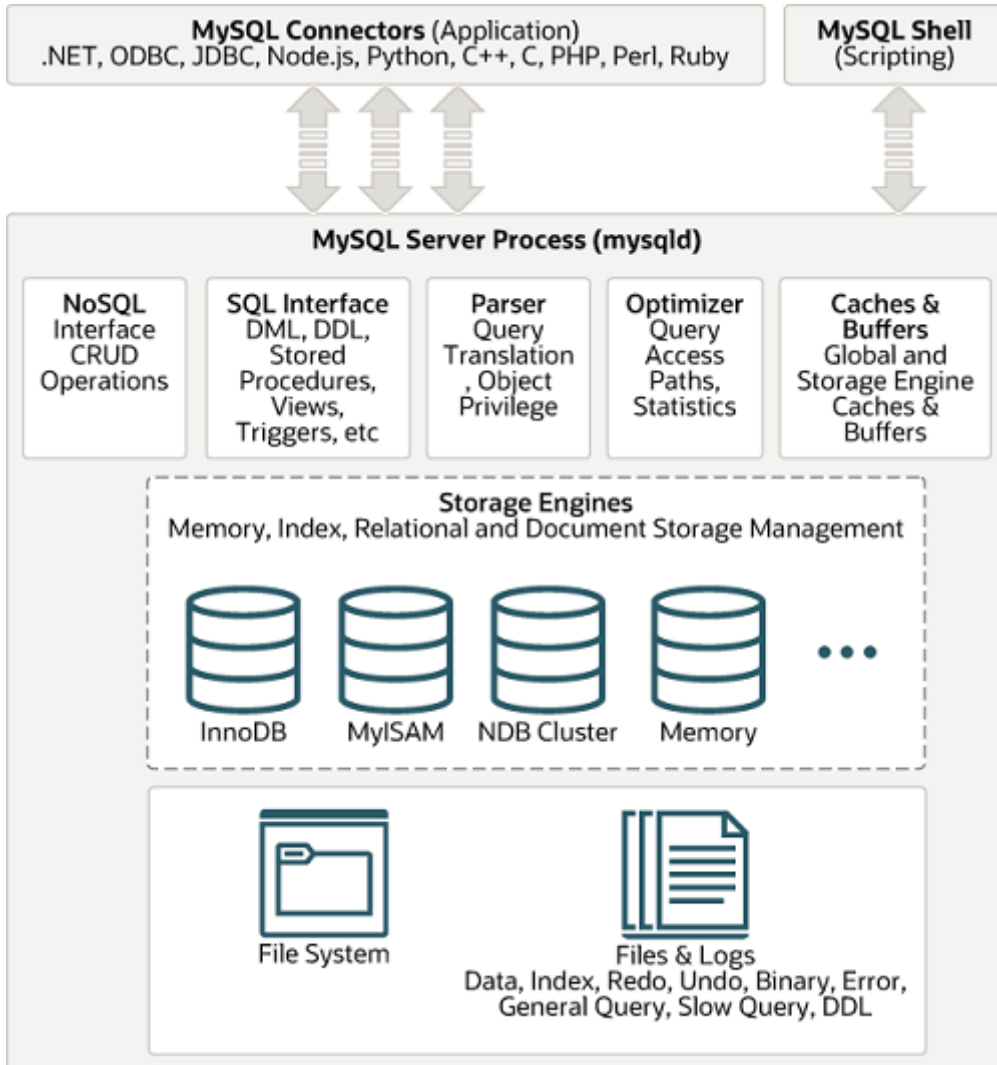 MySQL Connectors (Application)
.NET, ODBC, JDBC, Node.js, Python, C++, C, PHP, Perl, Ruby
MySQL Shell
(Scripting)
MySQL Server Process (mysqld)
NoSQL
Interface
CRUD
Operations
SQL Interface
DML, DDL,
Stored
Procedures,
Views,
Triggers, etc
Parser
Query
Translation
, Object
Privilege
Optimizer
Query
Access
Paths,
Statistics
Caches &
Buffers
Global and
Storage Engine
Caches &
Buffers
Storage Engines
Memory, Index, Relational and Document Storage Management
InnoDB
MyISAM
NDB Cluster
Memory
File System
Files & Logs
Data, Index, Redo, Undo, Binary, Error,
General Query, Slow Query, DDL